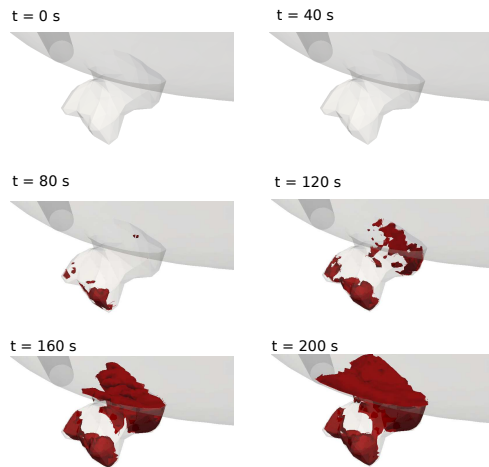 t = 0 s
t = 40 s
t = 80 s
t = 120 s
t = 160 s
t = 200 s